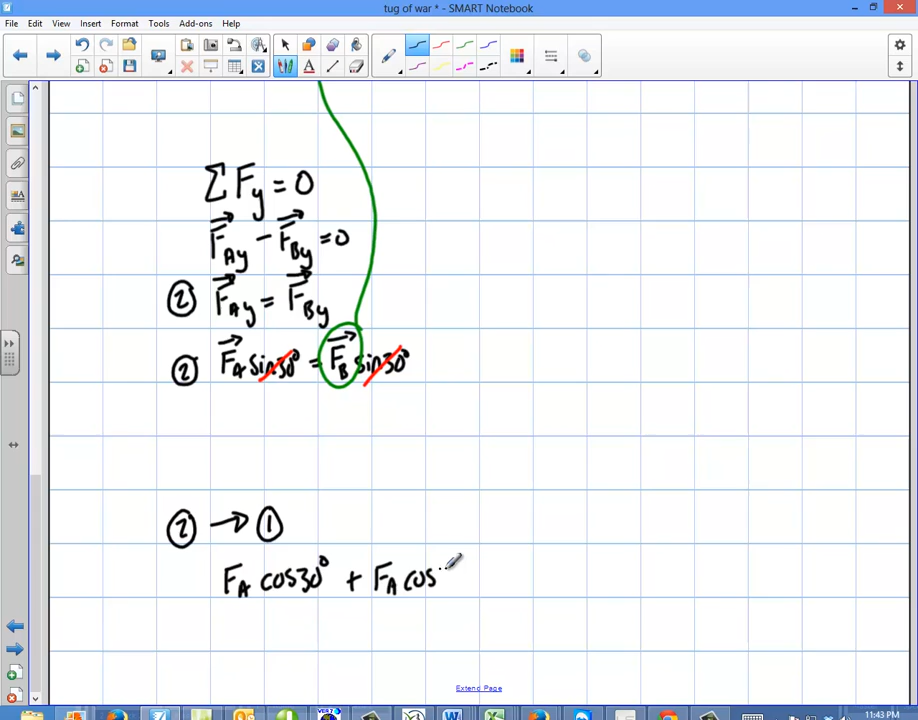 tug of war * - SMART Notebook
File Edit View Insert Format Tools Add-ons Help
∑ Fy = 0
F⃗Ay − F⃗By = 0
② F⃗Ay = F⃗By
② F⃗A sin30° = F⃗B sin30°
② → ①
FA cos30° + FA cos
Extend Page
11:43 PM